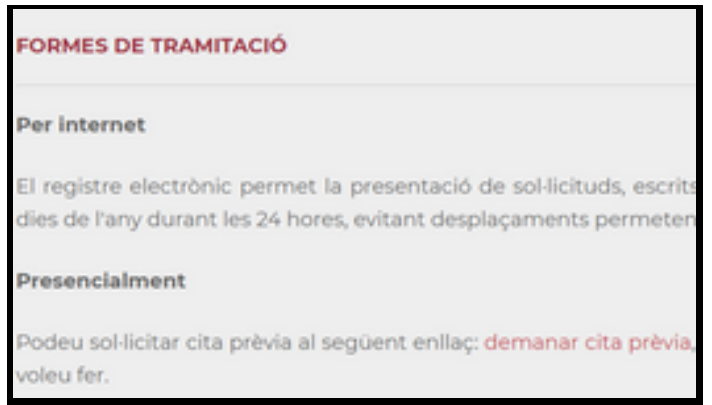 FORMES DE TRAMITACIÓ
Per internet
El registre electrònic permet la presentació de sol·licituds, escrits
dies de l'any durant les 24 hores, evitant desplaçaments permeten
Presencialment
Podeu sol·licitar cita prèvia al següent enllaç: demanar cita prèvia,
voleu fer.